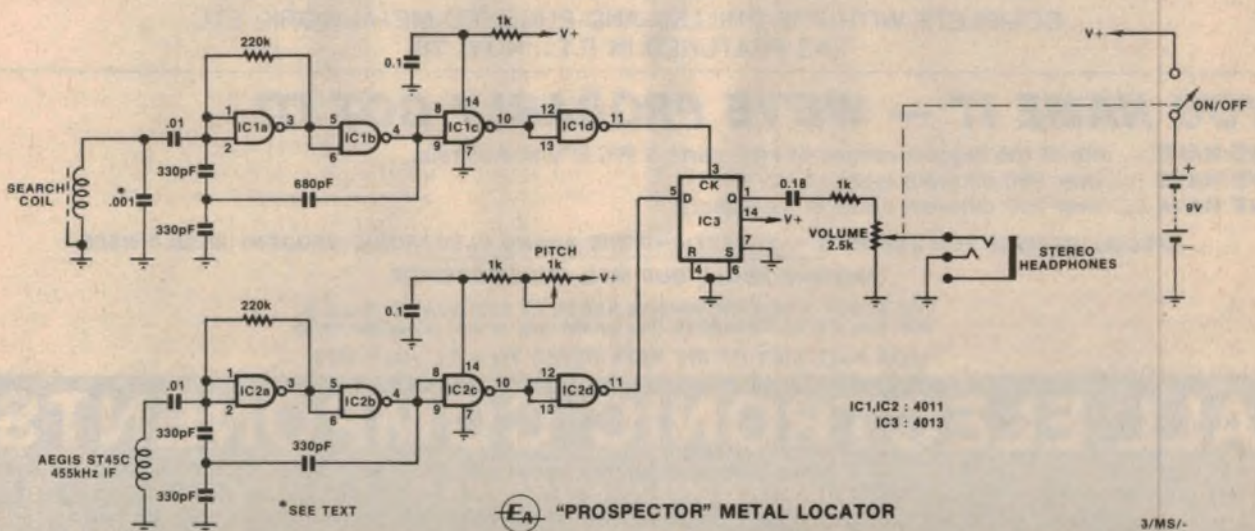 1k
V+
220k
0.1
V+
.01
1
2
IC1a
3
5
6
IC1b
4
8
9
14
IC1c
7
10
12
13
IC1d
11
ON/OFF
330pF
680pF
SEARCH
COIL
*
.001
330pF
3
CK
5
D
Q
1
IC3
14
V+
7
R
S
4
6
0.18
1k
VOLUME
2.5k
STEREO
HEADPHONES
+
9V
PITCH
1k
1k
V+
220k
0.1
.01
1
2
IC2a
3
5
6
IC2b
4
8
9
14
IC2c
7
10
12
13
IC2d
11
330pF
330pF
AEGIS ST45C
455kHz IF
330pF
IC1,IC2 : 4011
IC3 : 4013
*SEE TEXT
EA "PROSPECTOR" METAL LOCATOR
3/MS/-